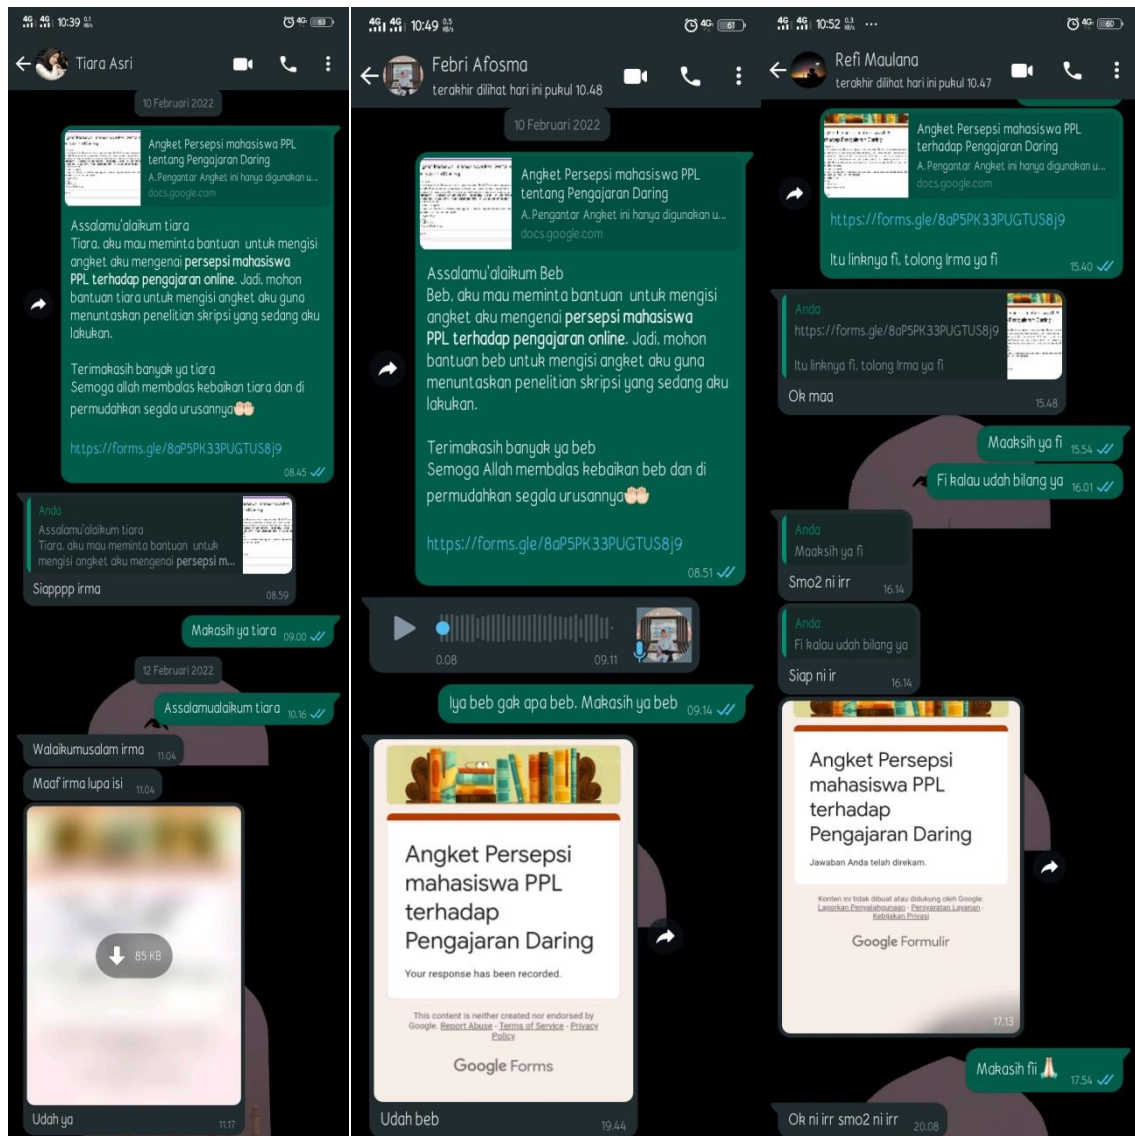 10:39 0.1 KB/s 4G 63
Tiara Asri
10 Februari 2022
Angket Persepsi mahasiswa PPL
tentang Pengajaran Daring
A. Pengantar Angket ini hanya digunakan u...
docs.google.com
Assalamu'alaikum tiara
Tiara, aku mau meminta bantuan untuk mengisi
angket aku mengenai persepsi mahasiswa
PPL terhadap pengajaran online. Jadi, mohon
bantuan tiara untuk mengisi angket aku guna
menuntaskan penelitian skripsi yang sedang aku
lakukan.
Terimakasih banyak ya tiara
Semoga allah membalas kebaikan tiara dan di
permudahkan segala urusannya🤲🏻
https://forms.gle/8aP5PK33PUGTUS8j9
08.45
Anda
Assalamu'alaikum tiara
Tiara, aku mau meminta bantuan untuk
mengisi angket aku mengenai persepsi m...
Siapppp irma
08.59
Makasih ya tiara 09.00
12 Februari 2022
Assalamualaikum tiara 10.16
Walaikumusalam irma 11.04
Maaf irma lupa isi 11.04
85 KB
Udah ya
11.17
4G 4G 10:49 0.5 KB/s 4G 61
Febri Afosma
terakhir dilihat hari ini pukul 10.48
10 Februari 2022
Angket Persepsi mahasiswa PPL
tentang Pengajaran Daring
A. Pengantar Angket ini hanya digunakan u...
docs.google.com
Assalamu'alaikum Beb
Beb, aku mau meminta bantuan untuk mengisi
angket aku mengenai persepsi mahasiswa
PPL terhadap pengajaran online. Jadi, mohon
bantuan beb untuk mengisi angket aku guna
menuntaskan penelitian skripsi yang sedang aku
lakukan.
Terimakasih banyak ya beb
Semoga Allah membalas kebaikan beb dan di
permudahkan segala urusannya🤲🏻
https://forms.gle/8aP5PK33PUGTUS8j9
08.51
0.08 09.11
Iya beb gak apa beb. Makasih ya beb 09.14
Angket Persepsi
mahasiswa PPL
terhadap
Pengajaran Daring
Your response has been recorded.
This content is neither created nor endorsed by
Google. Report Abuse - Terms of Service - Privacy
Policy
Google Forms
Udah beb
19.44
4G 4G 10:52 0.3 KB/s ... 4G 60
Refi Maulana
terakhir dilihat hari ini pukul 10.47
Angket Persepsi mahasiswa PPL
terhadap Pengajaran Daring
A. Pengantar Angket ini hanya digunakan u...
docs.google.com
https://forms.gle/8aP5PK33PUGTUS8j9
Itu linknya fi, tolong Irma ya fi
15.40
Anda
https://forms.gle/8aP5PK33PUGTUS8j9
Itu linknya fi, tolong Irma ya fi
Ok maa
15.48
Maaksih ya fi 15.54
Fi kalau udah bilang ya 16.01
Anda
Maaksih ya fi
Smo2 ni irr 16.14
Anda
Fi kalau udah bilang ya
Siap ni ir 16.14
Angket Persepsi
mahasiswa PPL
terhadap
Pengajaran Daring
Jawaban Anda telah direkam.
Konten ini tidak dibuat atau didukung oleh Google.
Laporkan Penyalahgunaan - Persyaratan Layanan -
Kebijakan Privasi
Google Formulir
17.13
Makasih fii 🙏🏻 17.54
Ok ni irr smo2 ni irr 20.08